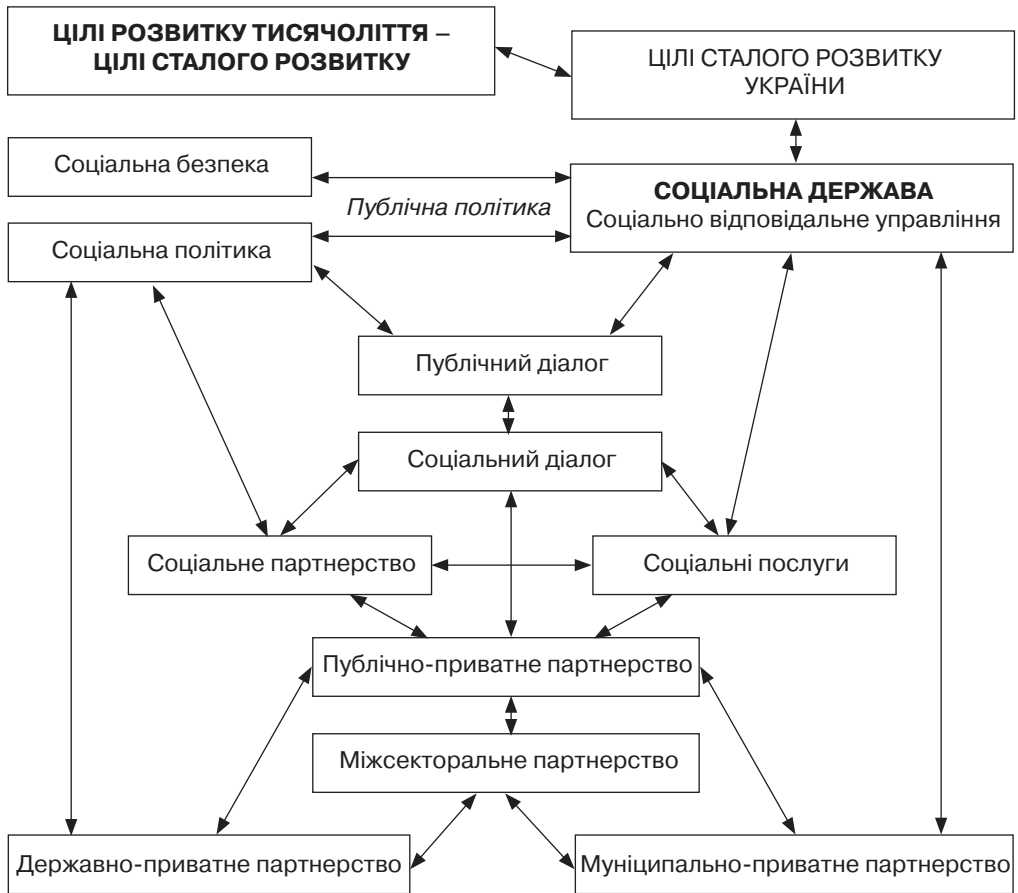 ЦІЛІ РОЗВИТКУ ТИСЯЧОЛІТТЯ –
ЦІЛІ СТАЛОГО РОЗВИТКУ
ЦІЛІ СТАЛОГО РОЗВИТКУ
УКРАЇНИ
Соціальна безпека
СОЦІАЛЬНА ДЕРЖАВА
Соціально відповідальне управління
Публічна політика
Соціальна політика
Публічний діалог
Соціальний діалог
Соціальне партнерство
Соціальні послуги
Публічно-приватне партнерство
Міжсекторальне партнерство
Державно-приватне партнерство
Муніципально-приватне партнерство